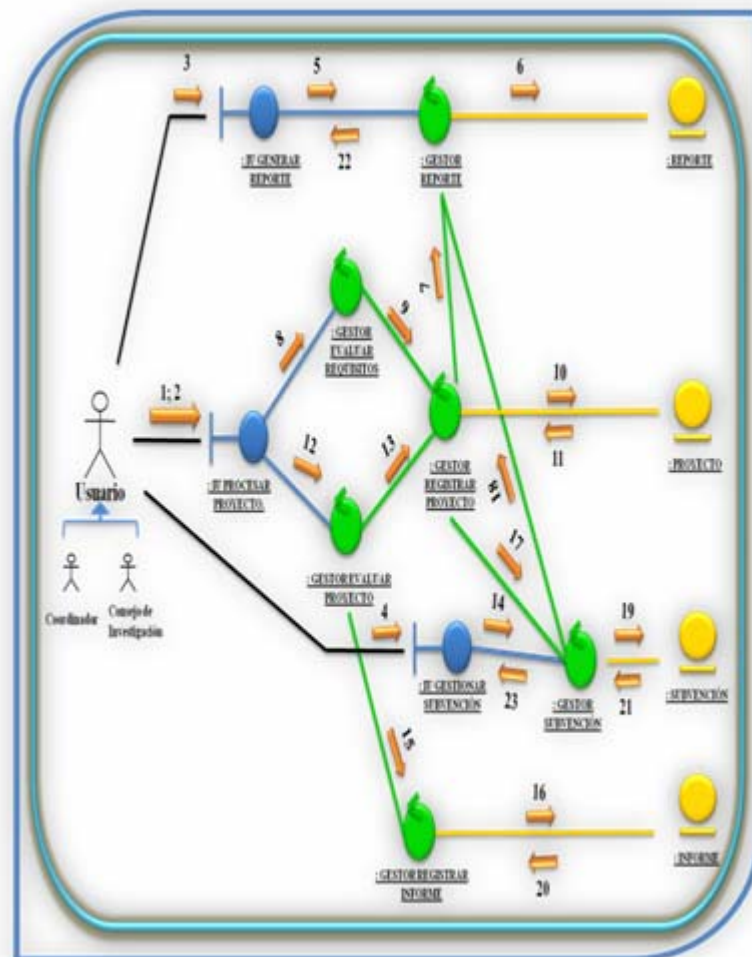 3
5
6
22
: IU GENERAR
REPORTE
: GESTOR
REPORTE
: REPORTE
7
8
9
: GESTOR
EVALUAR
REQUISITOS
1; 2
10
11
12
13
: IU PROCESAR
PROYECTO.
: GESTOR
REGISTRAR
PROYECTO
: PROYECTO
Usuario
Coordinador
Consejo de
Investigación
18
17
: GESTOR EVALUAR
PROYECTO
4
14
19
23
21
: IU GESTIONAR
SUBVENCIÓN
: GESTOR
SUBVENCIÓN
: SUBVENCIÓN
15
16
20
: GESTOR REGISTRAR
INFORME
: INFORME